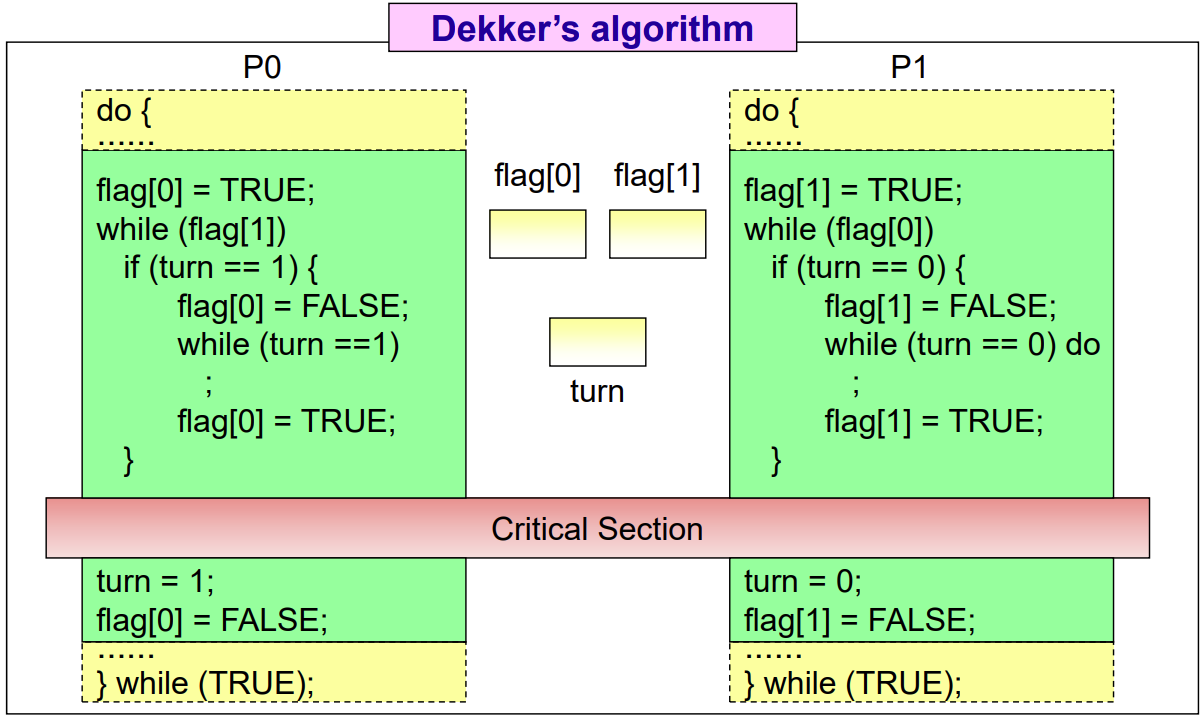 Dekker’s algorithm
P0
do {
......
flag[0] = TRUE;
while (flag[1])
if (turn == 1) {
flag[0] = FALSE;
while (turn ==1)
;
flag[0] = TRUE;
}
flag[0] flag[1]
turn
P1
do {
......
flag[1] = TRUE;
while (flag[0])
if (turn == 0) {
flag[1] = FALSE;
while (turn == 0) do
;
flag[1] = TRUE;
}
Critical Section
turn = 1;
flag[0] = FALSE;
......
} while (TRUE);
turn = 0;
flag[1] = FALSE;
......
} while (TRUE);